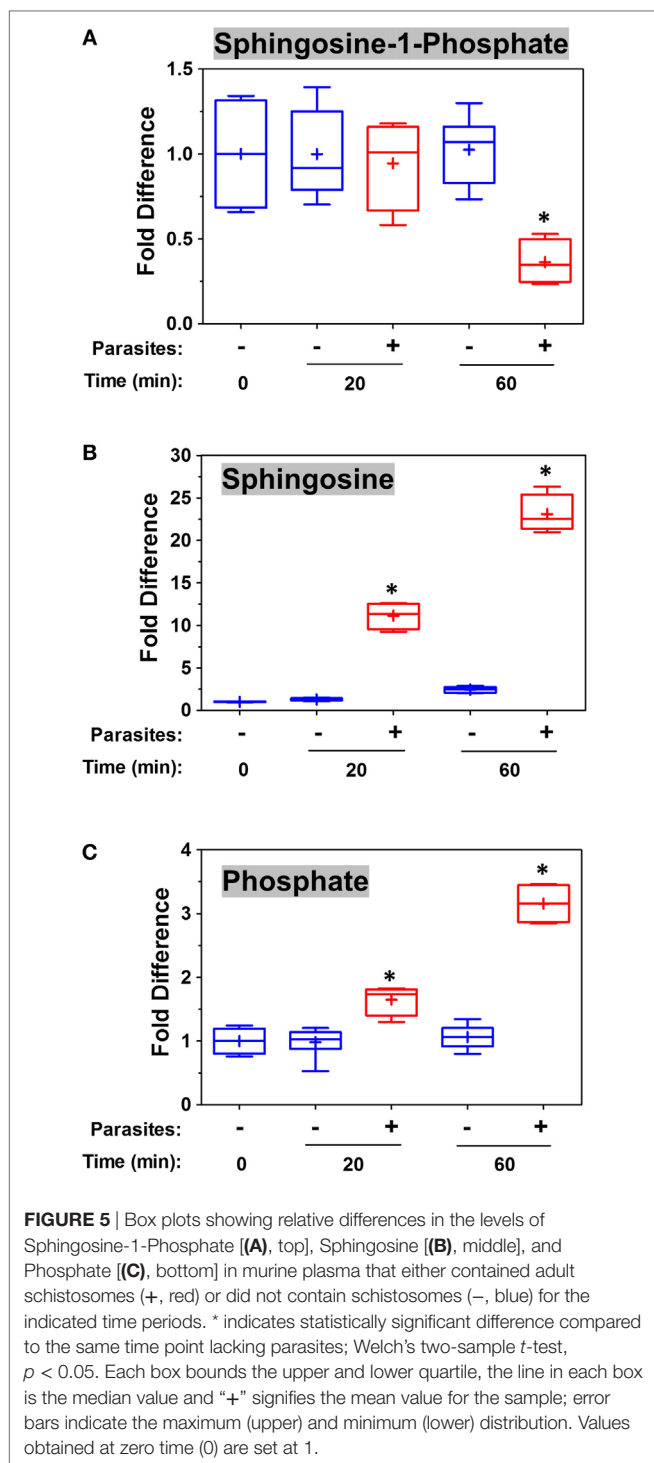 A
Sphingosine-1-Phosphate
1.5
1.0
0.5
0.0
Fold Difference
*
Parasites: - - + - +
Time (min): 0 20 60
B
Sphingosine
30
25
20
15
10
5
0
Fold Difference
*
*
Parasites: - - + - +
Time (min): 0 20 60
C
Phosphate
4
3
2
1
0
Fold Difference
*
*
Parasites: - - + - +
Time (min): 0 20 60
FIGURE 5 | Box plots showing relative differences in the levels of
Sphingosine-1-Phosphate [(A), top], Sphingosine [(B), middle], and
Phosphate [(C), bottom] in murine plasma that either contained adult
schistosomes (+, red) or did not contain schistosomes (−, blue) for the
indicated time periods. * indicates statistically significant difference compared
to the same time point lacking parasites; Welch's two-sample t-test,
p < 0.05. Each box bounds the upper and lower quartile, the line in each box
is the median value and “+” signifies the mean value for the sample; error
bars indicate the maximum (upper) and minimum (lower) distribution. Values
obtained at zero time (0) are set at 1.